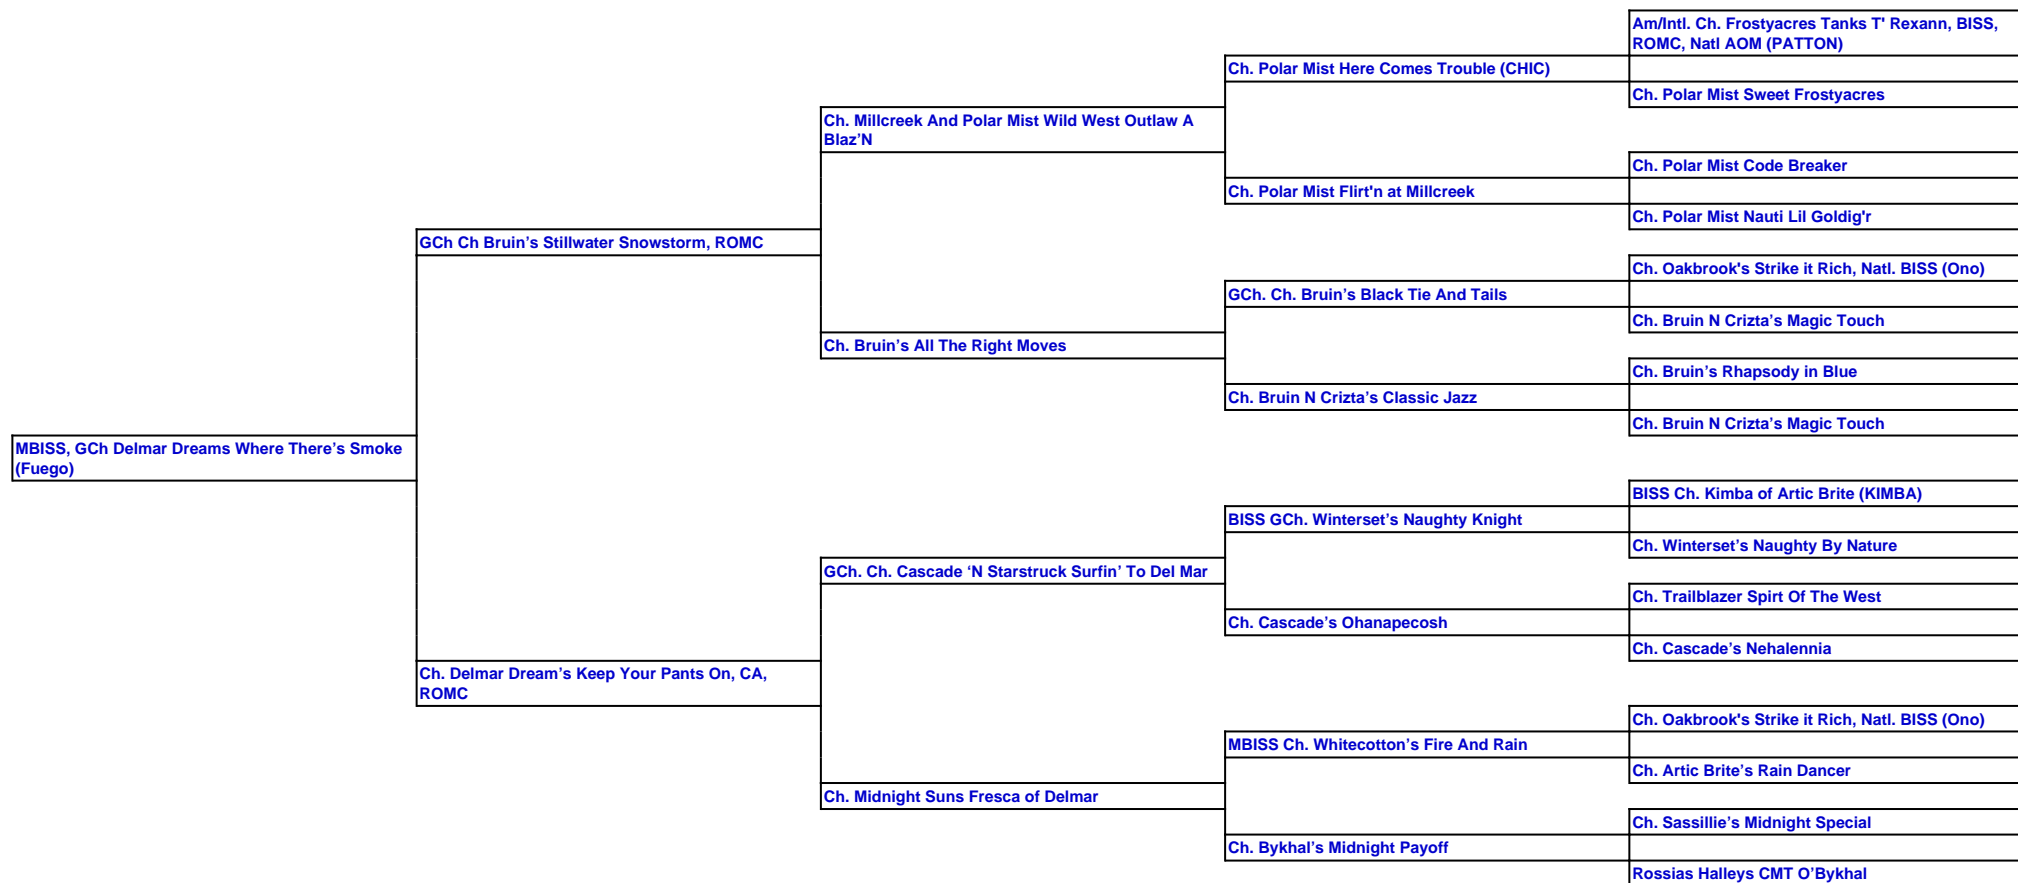 Am/Intl. Ch. Frostyacres Tanks T' Rexann, BISS,
ROMC, Natl AOM (PATTON)
Ch. Polar Mist Here Comes Trouble (CHIC)
Ch. Polar Mist Sweet Frostyacres
Ch. Millcreek And Polar Mist Wild West Outlaw A
Blaz’N
Ch. Polar Mist Code Breaker
Ch. Polar Mist Flirt'n at Millcreek
Ch. Polar Mist Nauti Lil Goldig'r
GCh Ch Bruin’s Stillwater Snowstorm, ROMC
Ch. Oakbrook's Strike it Rich, Natl. BISS (Ono)
GCh. Ch. Bruin’s Black Tie And Tails
Ch. Bruin N Crizta’s Magic Touch
Ch. Bruin’s All The Right Moves
Ch. Bruin’s Rhapsody in Blue
Ch. Bruin N Crizta’s Classic Jazz
Ch. Bruin N Crizta’s Magic Touch
MBISS, GCh Delmar Dreams Where There’s Smoke
(Fuego)
BISS Ch. Kimba of Artic Brite (KIMBA)
BISS GCh. Winterset’s Naughty Knight
Ch. Winterset’s Naughty By Nature
GCh. Ch. Cascade ‘N Starstruck Surfin’ To Del Mar
Ch. Trailblazer Spirt Of The West
Ch. Cascade’s Ohanapecosh
Ch. Cascade’s Nehalennia
Ch. Delmar Dream’s Keep Your Pants On, CA,
ROMC
Ch. Oakbrook's Strike it Rich, Natl. BISS (Ono)
MBISS Ch. Whitecotton’s Fire And Rain
Ch. Artic Brite’s Rain Dancer
Ch. Midnight Suns Fresca of Delmar
Ch. Sassillie’s Midnight Special
Ch. Bykhal’s Midnight Payoff
Rossias Halleys CMT O’Bykhal